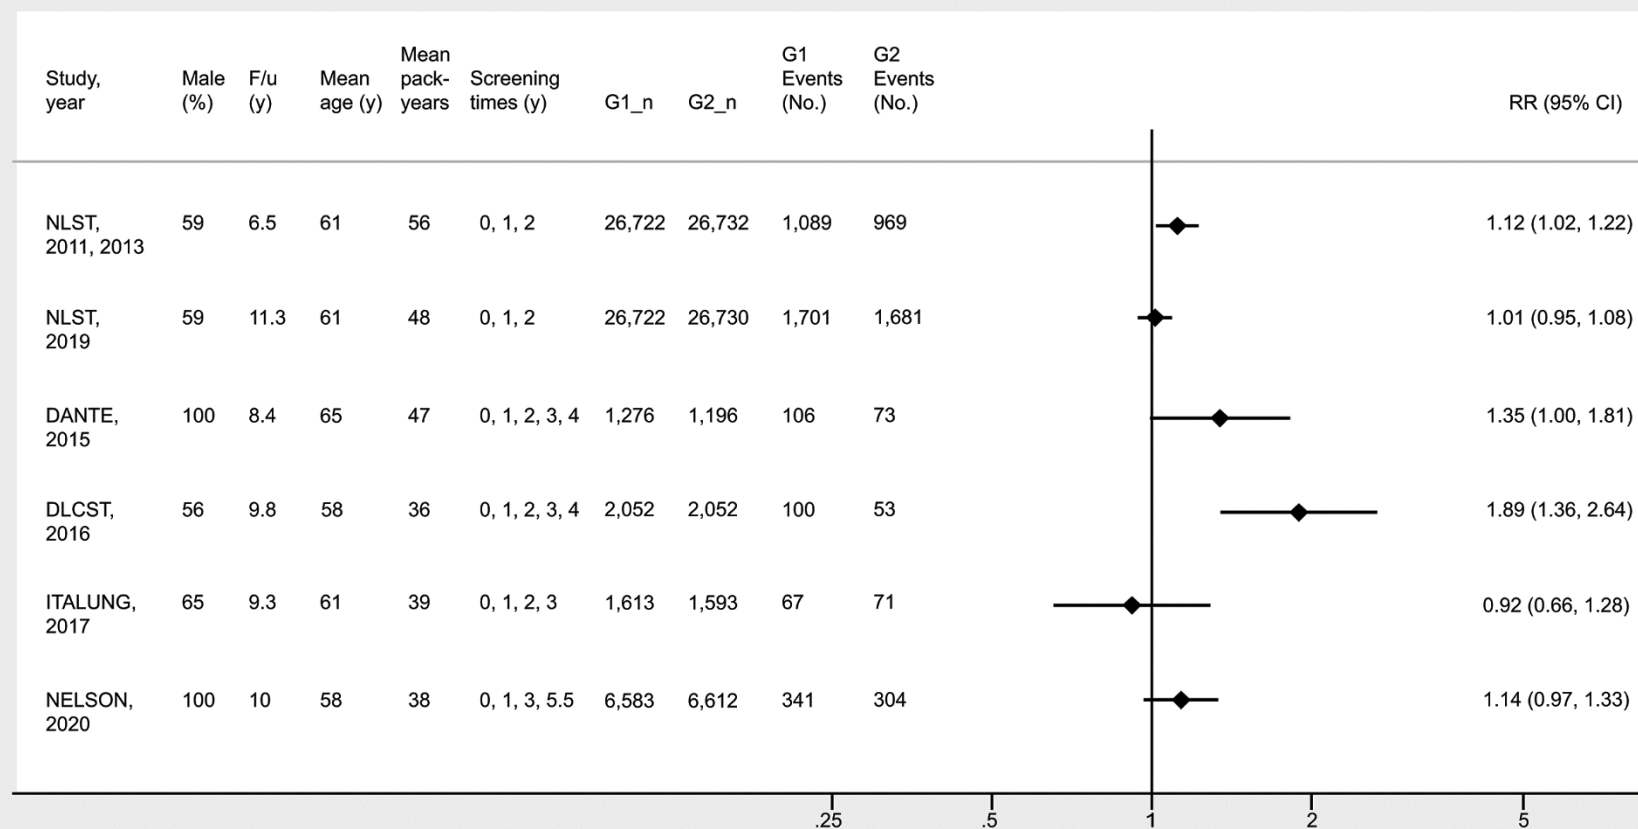 Study, year Male (%) F/u (y) Mean age (y) Mean pack-years Screening times (y) G1_n G2_n G1 Events (No.) G2 Events (No.) RR (95% CI)
NLST, 2011, 2013 59 6.5 61 56 0, 1, 2 26,722 26,732 1,089 969 1.12 (1.02, 1.22)
NLST, 2019 59 11.3 61 48 0, 1, 2 26,722 26,730 1,701 1,681 1.01 (0.95, 1.08)
DANTE, 2015 100 8.4 65 47 0, 1, 2, 3, 4 1,276 1,196 106 73 1.35 (1.00, 1.81)
DLCST, 2016 56 9.8 58 36 0, 1, 2, 3, 4 2,052 2,052 100 53 1.89 (1.36, 2.64)
ITALUNG, 2017 65 9.3 61 39 0, 1, 2, 3 1,613 1,593 67 71 0.92 (0.66, 1.28)
NELSON, 2020 100 10 58 38 0, 1, 3, 5.5 6,583 6,612 341 304 1.14 (0.97, 1.33)
.25 .5 1 2 5